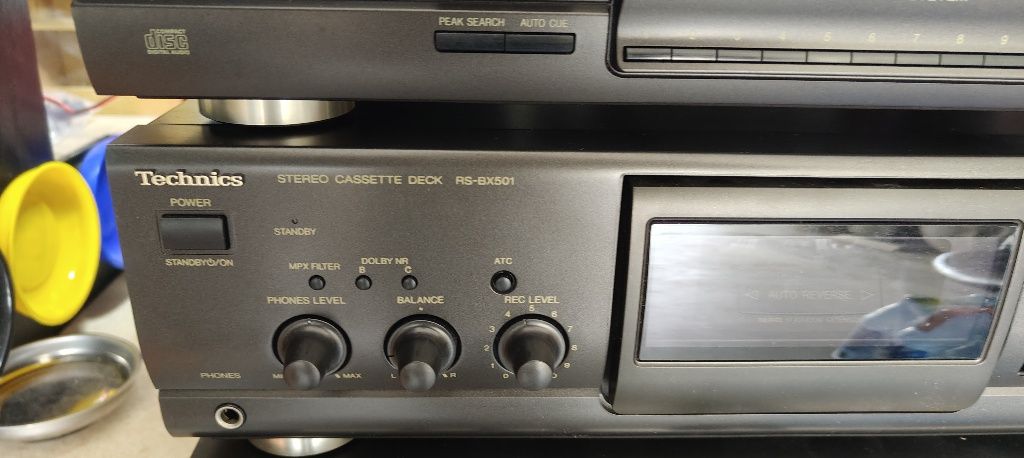 PEAK SEARCH AUTO CUE
COMPACT
disc
DIGITAL AUDIO
2 3 4 5 6 7 8 9
Technics STEREO CASSETTE DECK RS-BX501
POWER
STANDBY
STANDBY⏻/ON
MPX FILTER DOLBY NR ATC
B C
PHONES LEVEL BALANCE REC LEVEL
4 5 6
3 7
2 8
1 9
0
MAX L R
PHONES
◁ AUTO REVERSE ▷